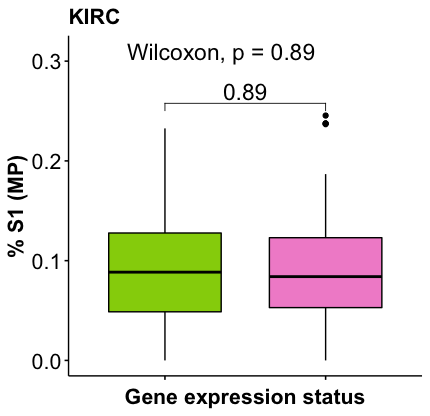 KIRC
Wilcoxon, p = 0.89
0.89
0.3
0.2
0.1
0.0
% S1 (MP)
Gene expression status